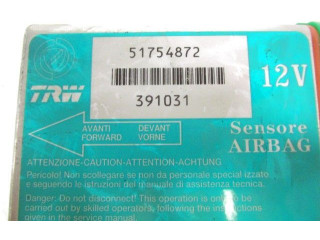 51754872
12V
TRW
391031
AVANTI DEVANT
FORWARD VORNE
Sensore
AIRBAG
ATTENZIONE-CAUTION-ATTENTION-ACHTUNG
Pericolo! Non scollegare se non da personale specializzato
e seguendo le istruzioni del manuale di assistenza tecnica.
Danger: Do not disconnect! This operation is only to be
carried out by skilled operators, following the instructions
given in the service manual.